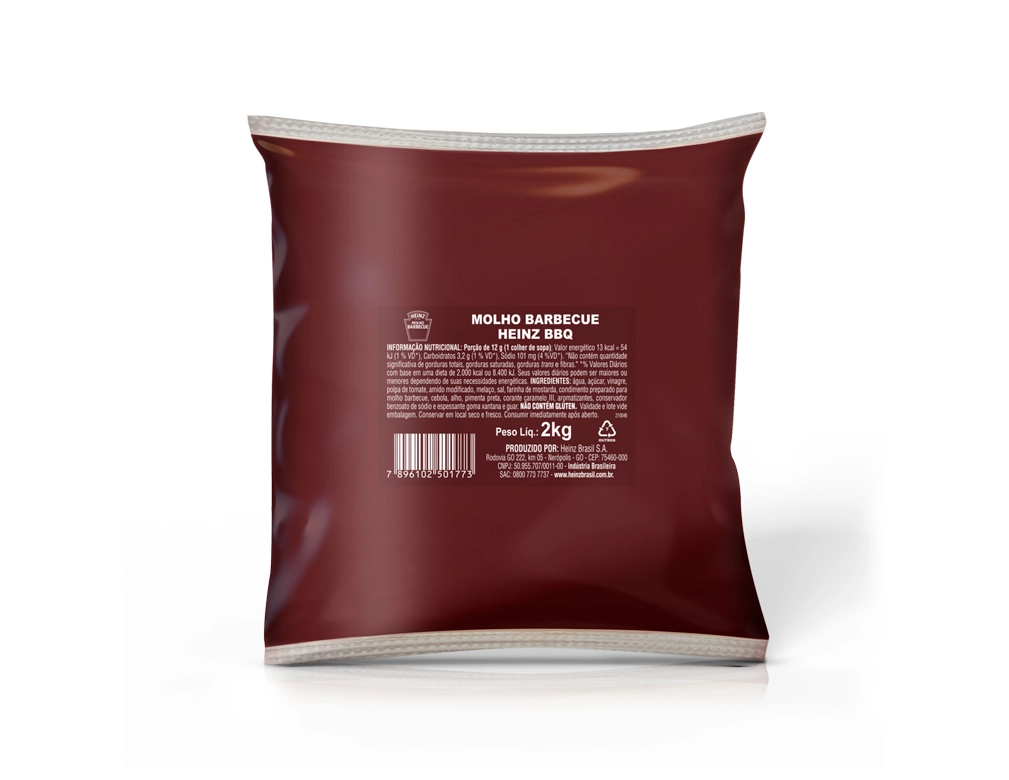 HEINZ
MOLHO
BARBECUE
MOLHO BARBECUE
HEINZ BBQ
INFORMAÇÃO NUTRICIONAL: Porção de 12 g (1 colher de sopa); Valor energético 13 kcal = 54
kJ (1 % VD*), Carboidratos 3,2 g (1 % VD*), Sódio 101 mg (4 %VD*). "Não contém quantidade
significativa de gorduras totais, gorduras saturadas, gorduras trans e fibras." *% Valores Diários
com base em uma dieta de 2.000 kcal ou 8.400 kJ. Seus valores diários podem ser maiores ou
menores dependendo de suas necessidades energéticas. INGREDIENTES: água, açúcar, vinagre,
polpa de tomate, amido modificado, melaço, sal, farinha de mostarda, condimento preparado para
molho barbecue, cebola, alho, pimenta preta, corante caramelo III, aromatizantes, conservador
benzoato de sódio e espessante goma xantana e guar. NÃO CONTÉM GLÚTEN. Validade e lote vide
embalagem. Conservar em local seco e fresco. Consumir imediatamente após aberto.
Peso Líq.: 2kg
7
OUTROS
PRODUZIDO POR: Heinz Brasil S.A.
Rodovia GO 222, km 05 - Nerópolis - GO - CEP: 75460-000
CNPJ: 50.955.707/0011-00 - Indústria Brasileira
SAC: 0800 773 7737 - www.heinzbrasil.com.br.
7 896102 501773